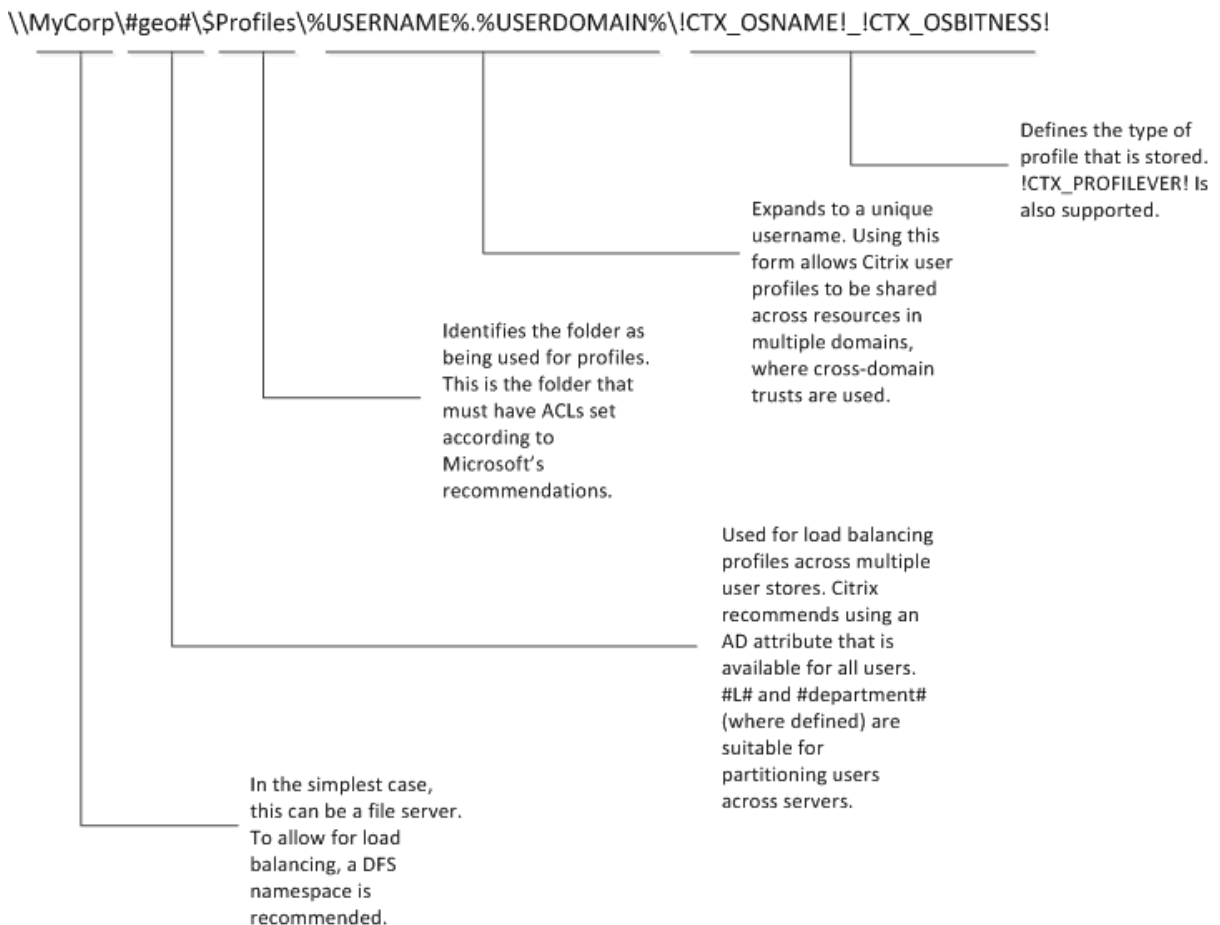 \\MyCorp\#geo#\$Profiles\%USERNAME%.%USERDOMAIN%\!CTX_OSNAME!_!CTX_OSBITNESS!
Defines the type of
profile that is stored.
!CTX_PROFILEVER! Is
also supported.
Expands to a unique
username. Using this
form allows Citrix user
profiles to be shared
across resources in
multiple domains,
where cross-domain
trusts are used.
Identifies the folder as
being used for profiles.
This is the folder that
must have ACLs set
according to
Microsoft’s
recommendations.
Used for load balancing
profiles across multiple
user stores. Citrix
recommends using an
AD attribute that is
available for all users.
#L# and #department#
(where defined) are
suitable for
partitioning users
across servers.
In the simplest case,
this can be a file server.
To allow for load
balancing, a DFS
namespace is
recommended.